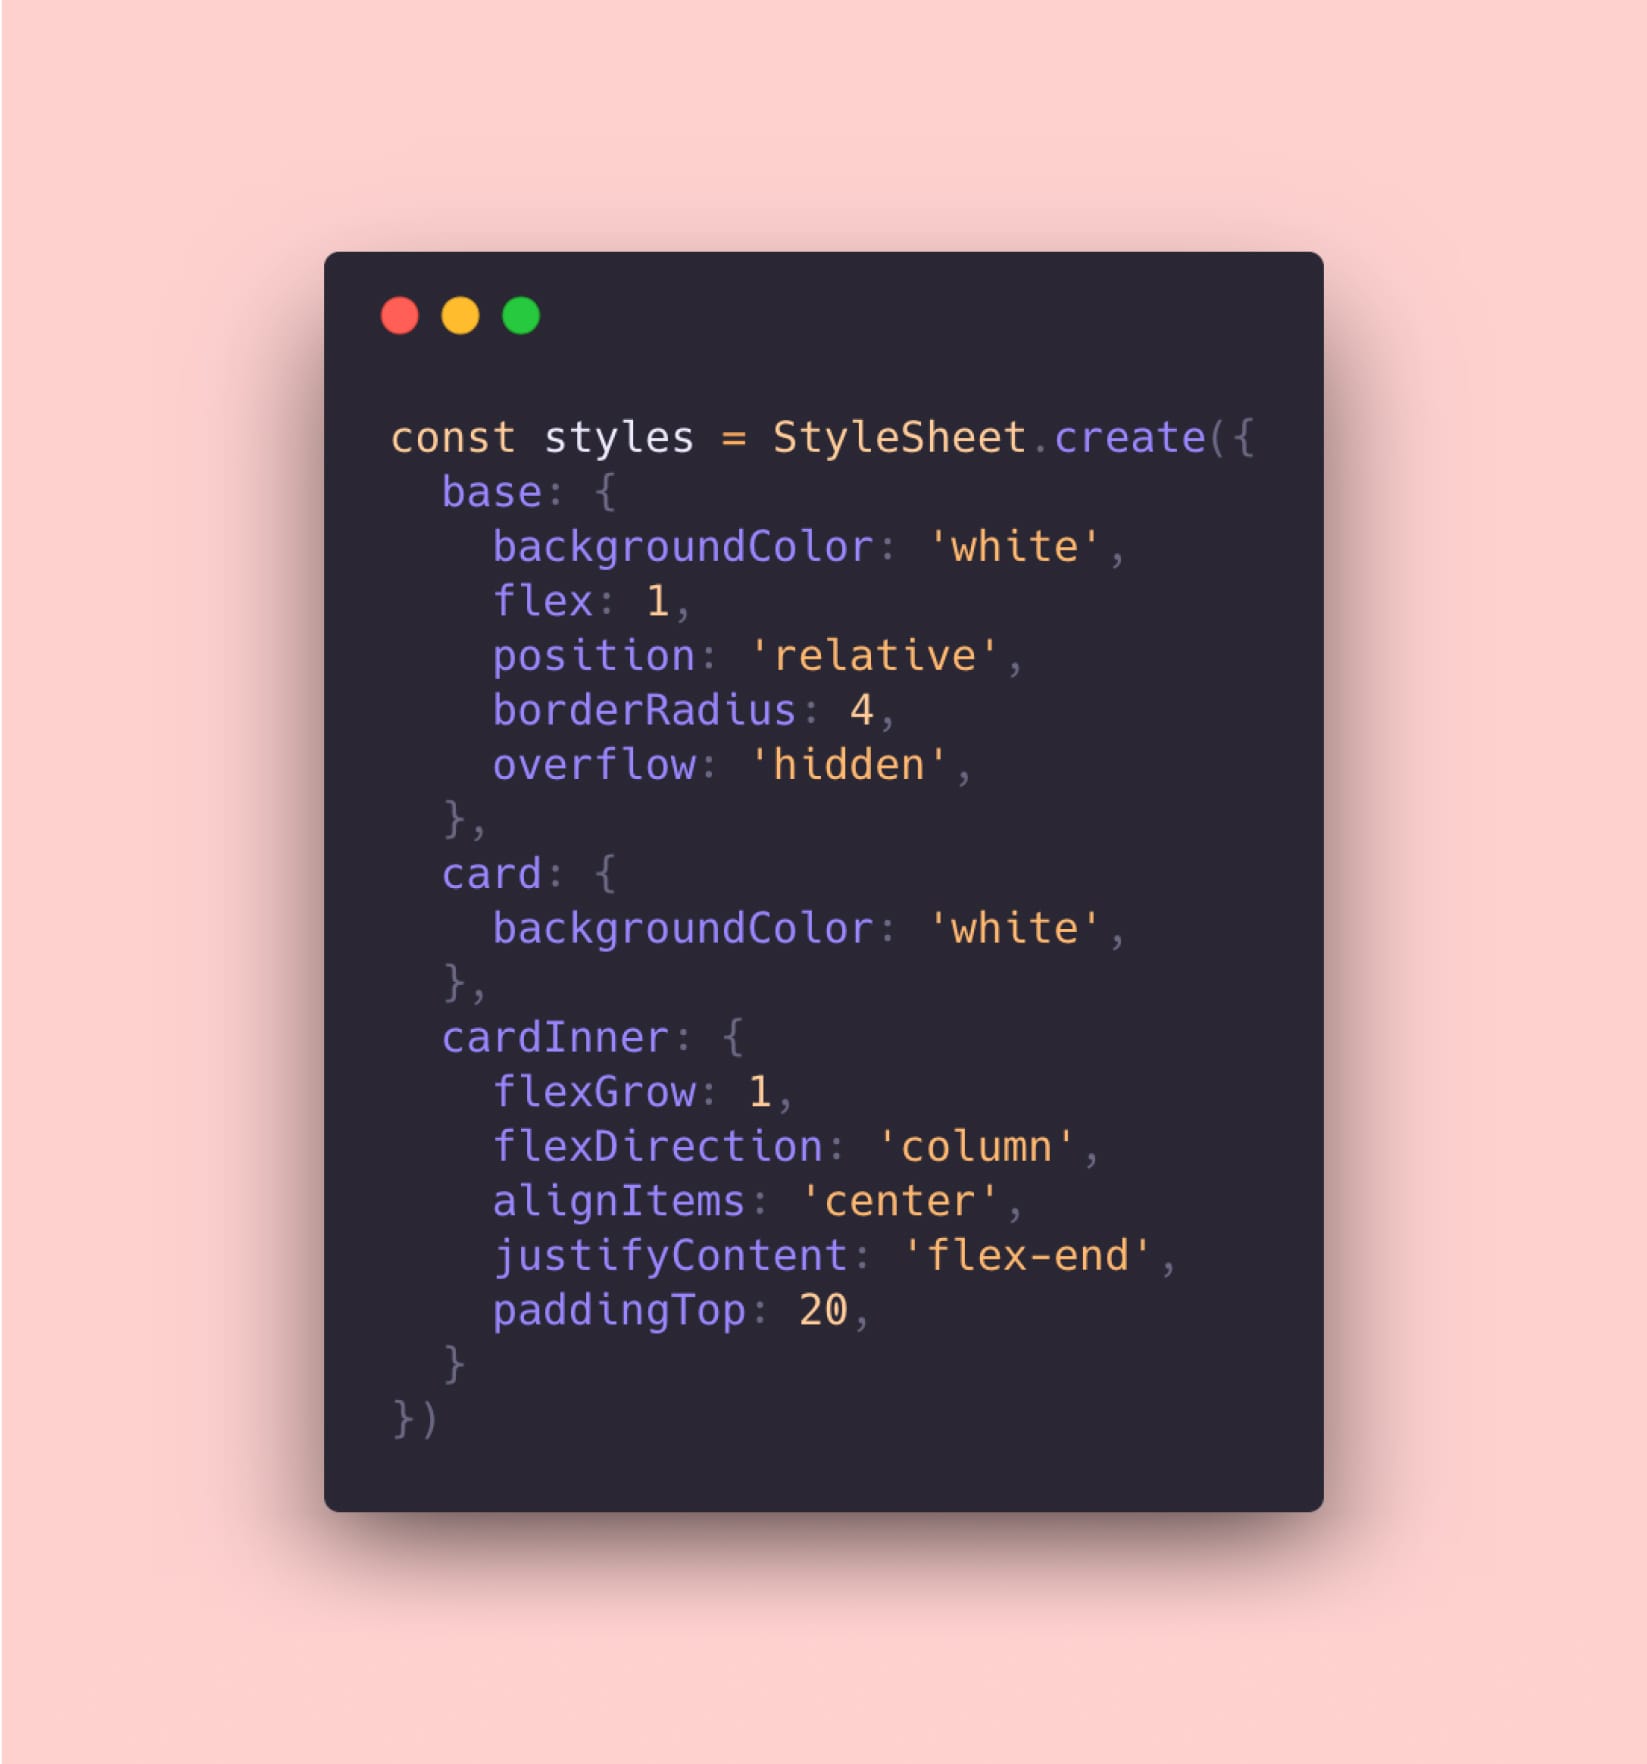 const styles = StyleSheet.create({
  base: {
    backgroundColor: 'white',
    flex: 1,
    position: 'relative',
    borderRadius: 4,
    overflow: 'hidden',
  },
  card: {
    backgroundColor: 'white',
  },
  cardInner: {
    flexGrow: 1,
    flexDirection: 'column',
    alignItems: 'center',
    justifyContent: 'flex-end',
    paddingTop: 20,
  }
})